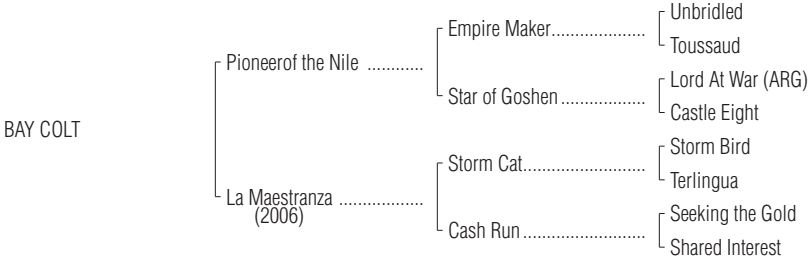 Unbridled
Empire Maker.....................
Toussaud
Pioneerof the Nile ............
Lord At War (ARG)
Star of Goshen...................
Castle Eight
BAY COLT
Storm Bird
Storm Cat...........................
Terlingua
La Maestranza .................
(2006)
Seeking the Gold
Cash Run...........................
Shared Interest